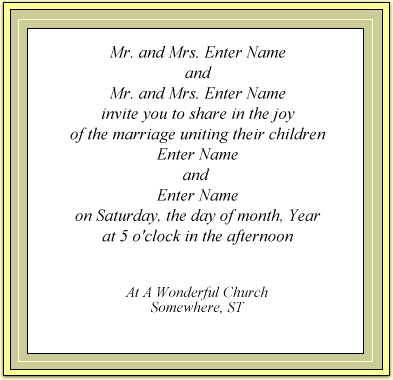 Mr. and Mrs. Enter Name
and
Mr. and Mrs. Enter Name
invite you to share in the joy
of the marriage uniting their children
Enter Name
and
Enter Name
on Saturday, the day of month, Year
at 5 o'clock in the afternoon
At A Wonderful Church
Somewhere, ST